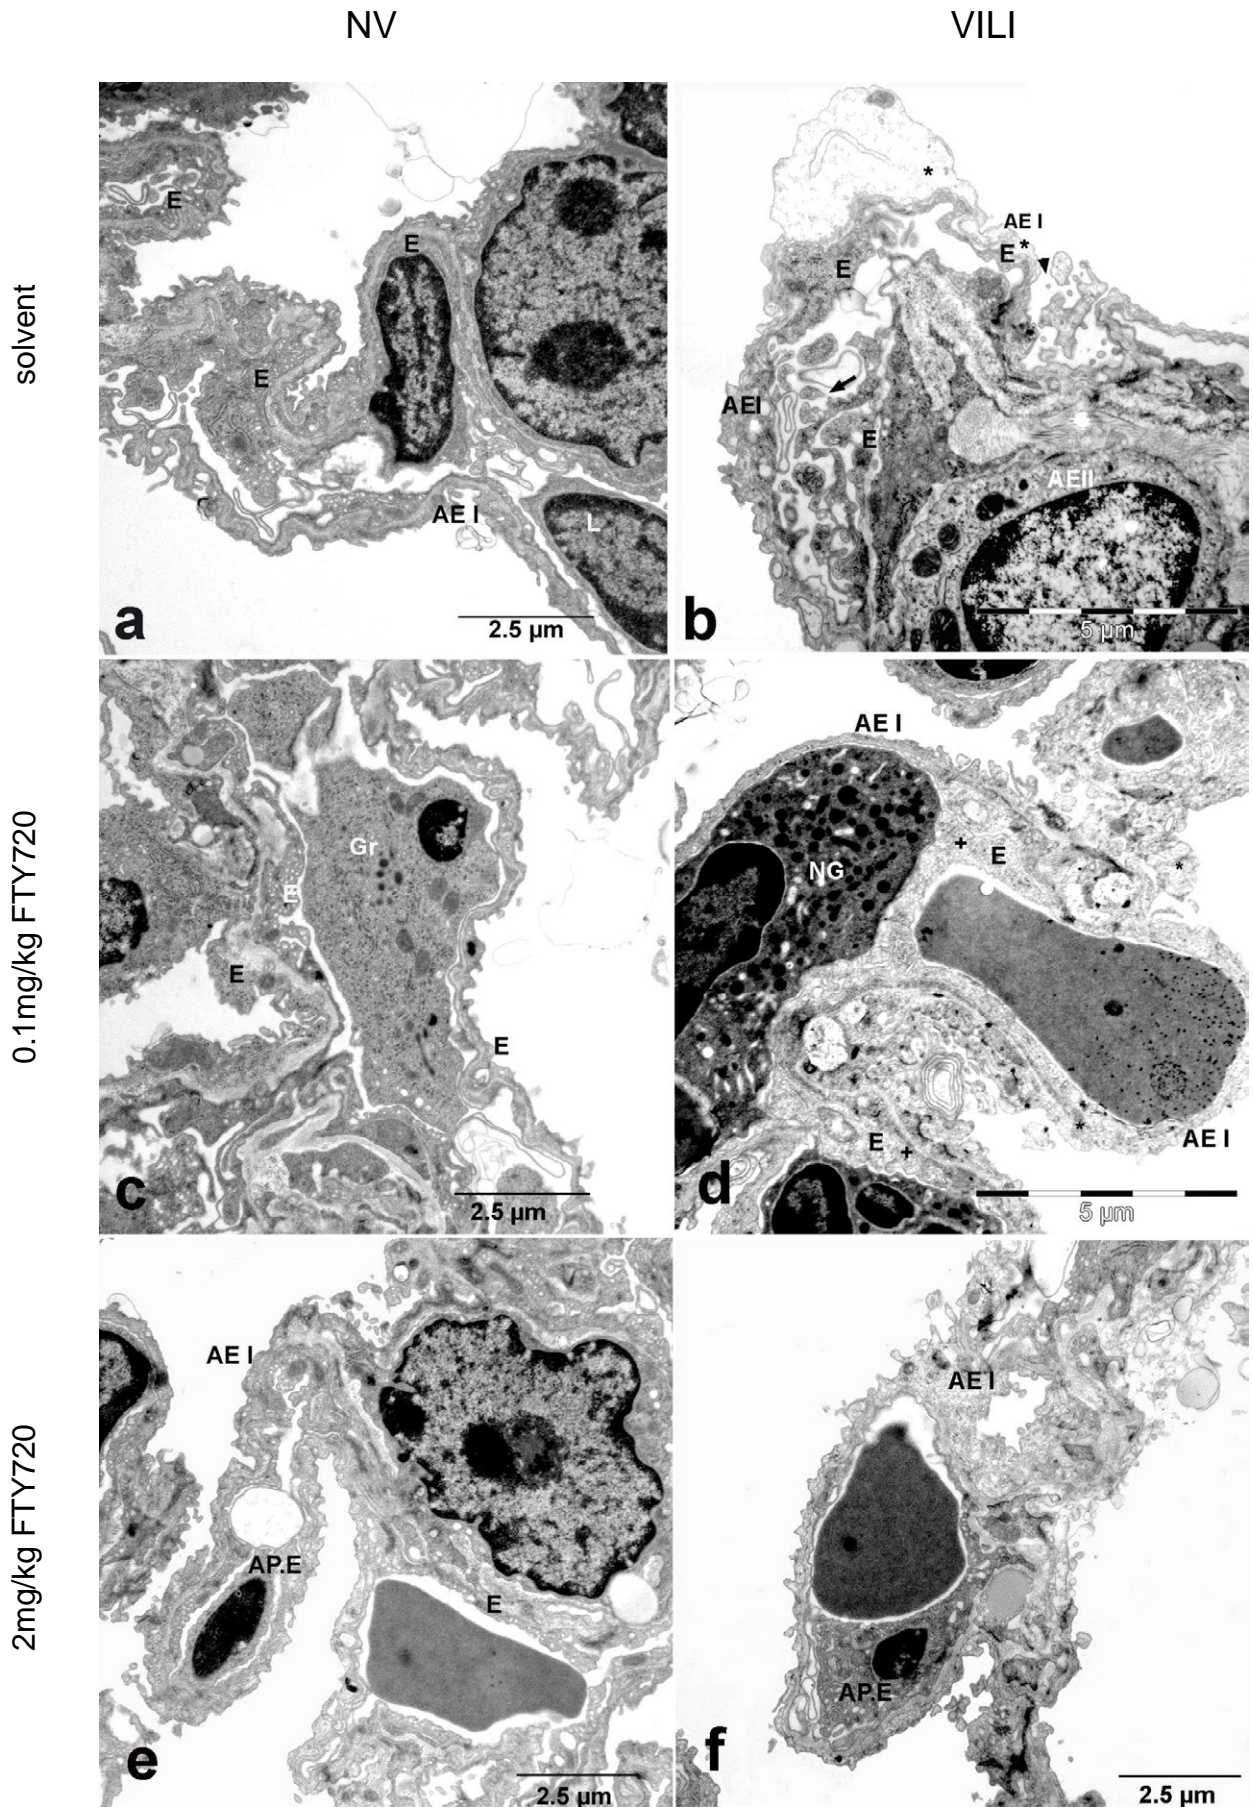 NV
VILI
solvent
E
E
E
AE I
L
a
2.5 µm
*
AE I
*
E
E
AEI
E
AEII
b
5 µm
0.1mg/kg FTY720
Gr
E
E
E
c
2.5 µm
AE I
+
E
*
NG
*
E
+
AE I
d
5 µm
2mg/kg FTY720
AE I
AP.E
E
e
2.5 µm
AE I
AP.E
f
2.5 µm